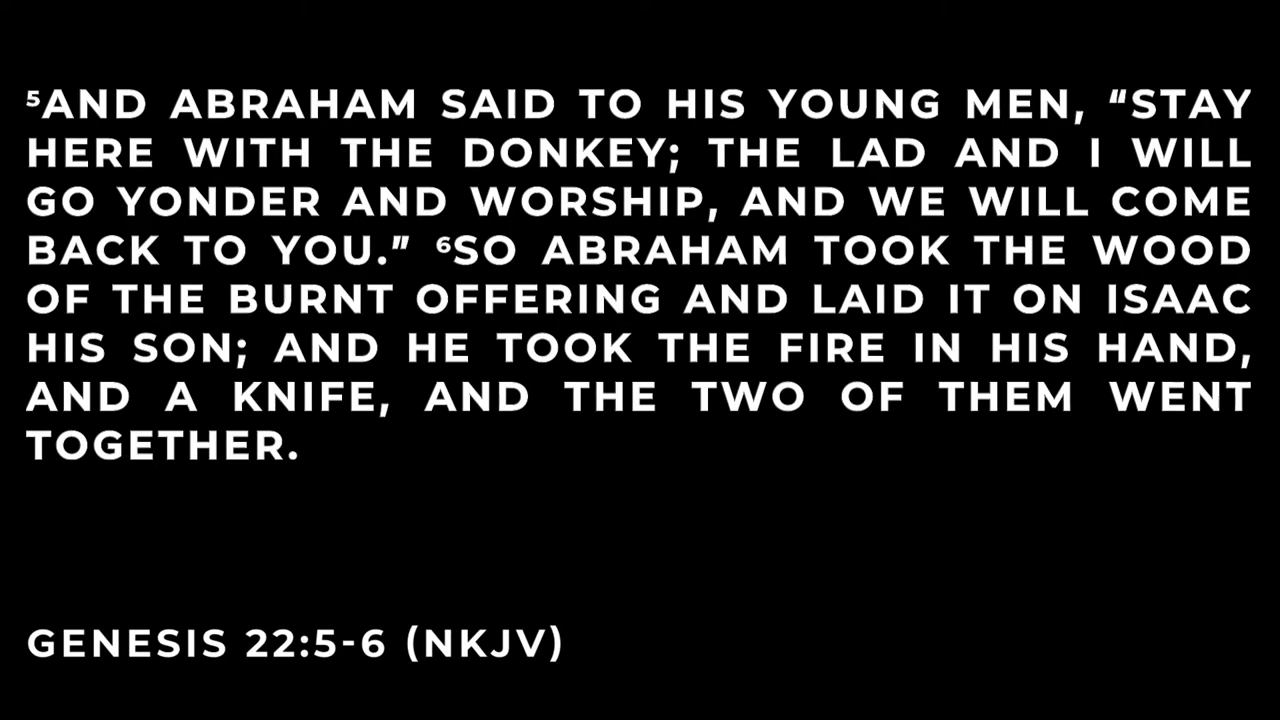 ⁵AND ABRAHAM SAID TO HIS YOUNG MEN, “STAY
HERE WITH THE DONKEY; THE LAD AND I WILL
GO YONDER AND WORSHIP, AND WE WILL COME
BACK TO YOU.” ⁶SO ABRAHAM TOOK THE WOOD
OF THE BURNT OFFERING AND LAID IT ON ISAAC
HIS SON; AND HE TOOK THE FIRE IN HIS HAND,
AND A KNIFE, AND THE TWO OF THEM WENT
TOGETHER.
GENESIS 22:5-6 (NKJV)